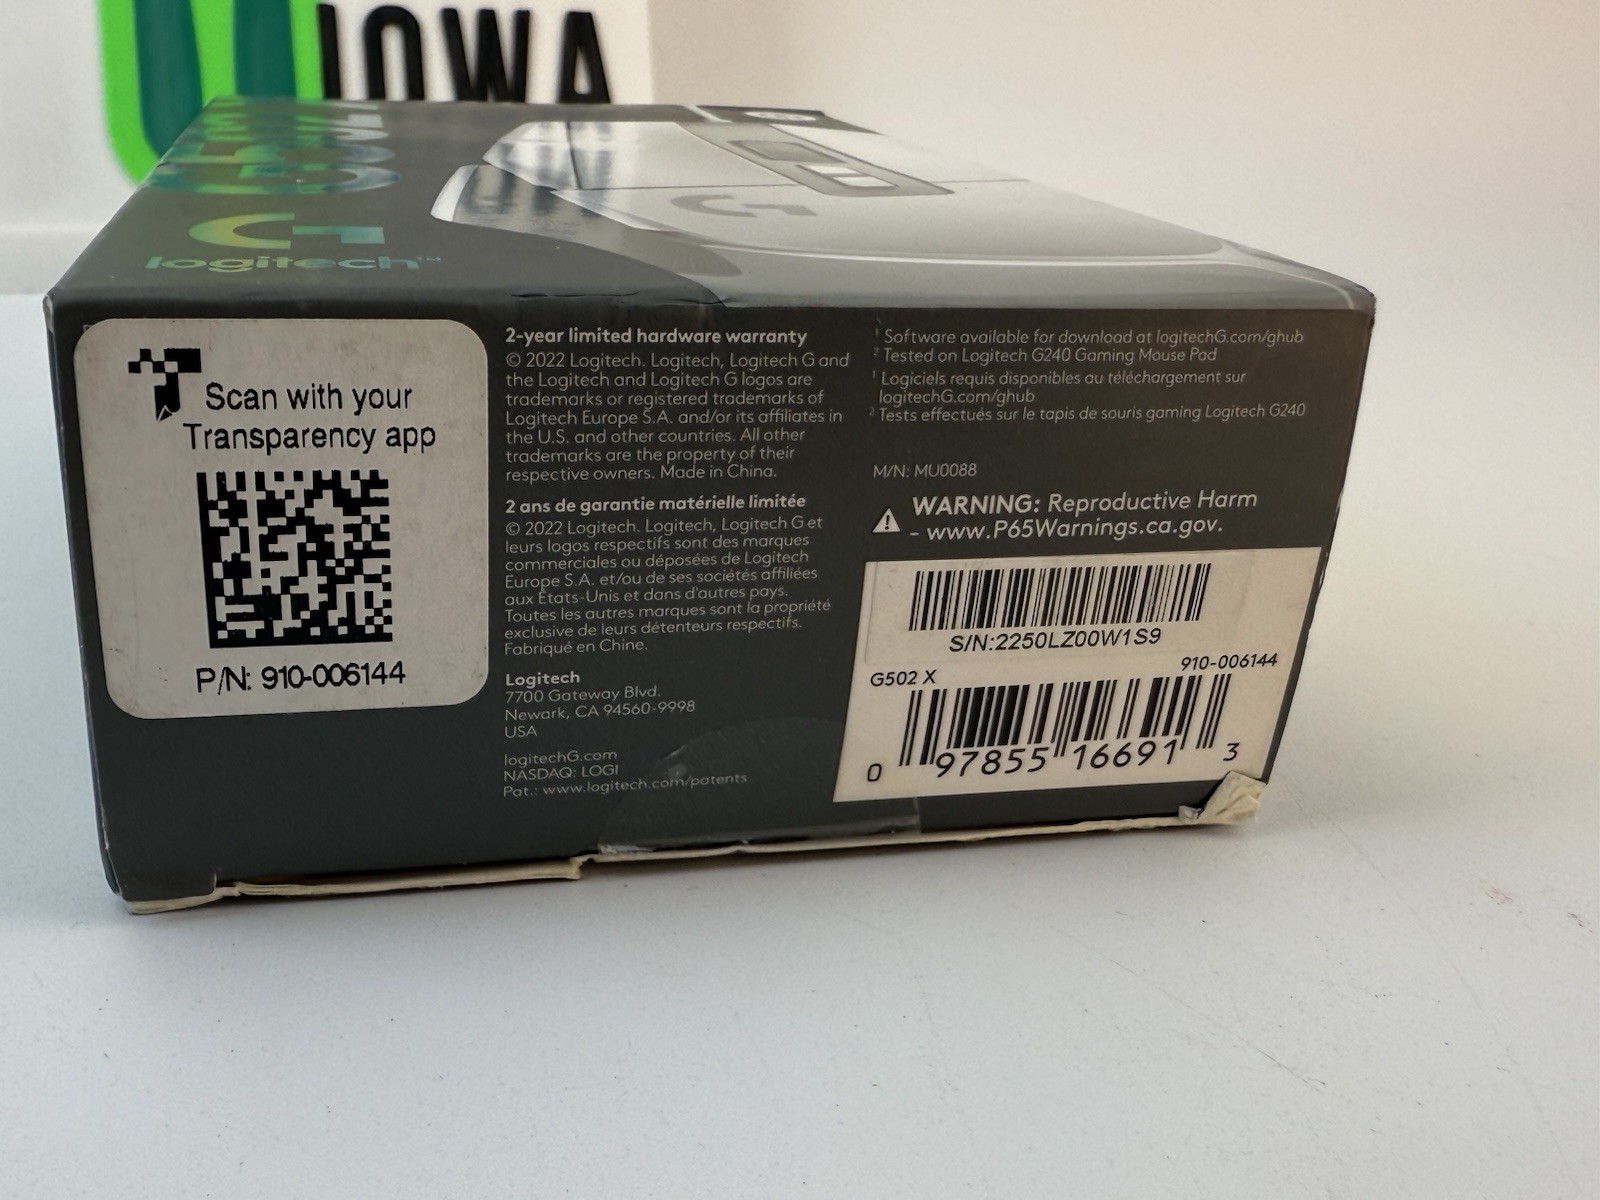 IOWA
G502 X
logitech™
G
Scan with your
Transparency app
P/N: 910-006144
2-year limited hardware warranty
© 2022 Logitech. Logitech, Logitech G and
the Logitech and Logitech G logos are
trademarks or registered trademarks of
Logitech Europe S.A. and/or its affiliates in
the U.S. and other countries. All other
trademarks are the property of their
respective owners. Made in China.
2 ans de garantie matérielle limitée
© 2022 Logitech. Logitech, Logitech G et
leurs logos respectifs sont des marques
commerciales ou déposées de Logitech
Europe S.A. et/ou de ses sociétés affiliées
aux États-Unis et dans d'autres pays.
Toutes les autres marques sont la propriété
exclusive de leurs détenteurs respectifs.
Fabriqué en Chine.
Logitech
7700 Gateway Blvd.
Newark, CA 94560-9998
USA
logitechG.com
NASDAQ: LOGI
Pat.: www.logitech.com/patents
¹ Software available for download at logitechG.com/ghub
² Tested on Logitech G240 Gaming Mouse Pad
¹ Logiciels requis disponibles au téléchargement sur
logitechG.com/ghub
² Tests effectués sur le tapis de souris gaming Logitech G240
M/N: MU0088
WARNING: Reproductive Harm
- www.P65Warnings.ca.gov.
S/N:2250LZ00W1S9
G502 X 910-006144
0 97855 16691 3